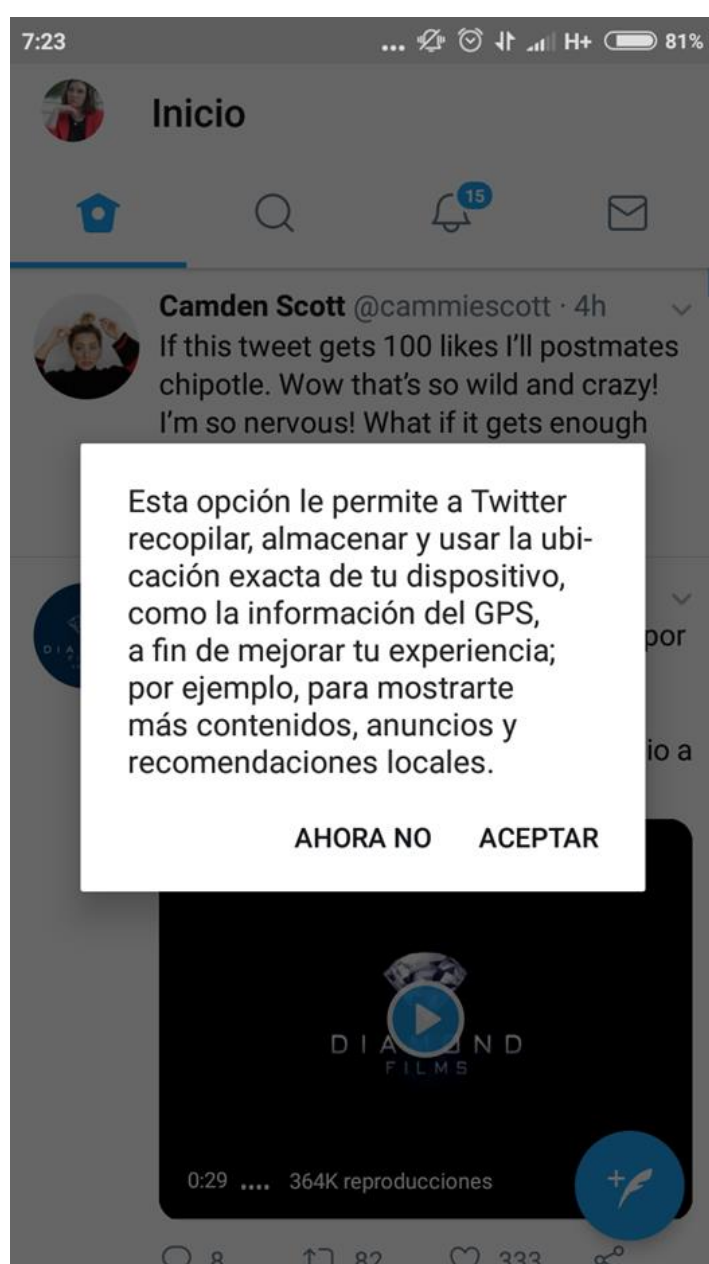 7:23 ... H+ 81%
Inicio
15
Camden Scott @cammiescott · 4h
If this tweet gets 100 likes I'll postmates
chipotle. Wow that's so wild and crazy!
I'm so nervous! What if it gets enough
Esta opción le permite a Twitter
recopilar, almacenar y usar la ubi-
cación exacta de tu dispositivo,
como la información del GPS,
a fin de mejorar tu experiencia;
por ejemplo, para mostrarte
más contenidos, anuncios y
recomendaciones locales.
AHORA NO ACEPTAR
por
io a
DIAMOND
FILMS
0:29 .... 364K reproducciones
8 82 333